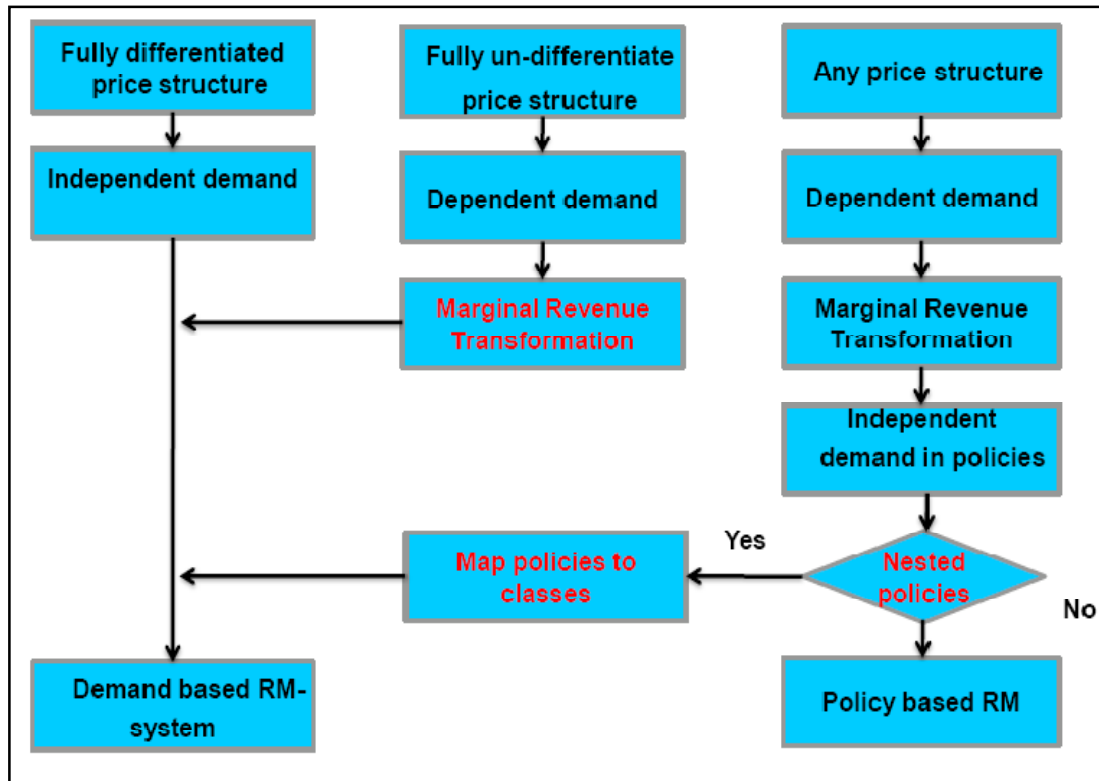 Fully differentiated
price structure
Independent demand
Fully un-differentiate
price structure
Dependent demand
Marginal Revenue
Transformation
Any price structure
Dependent demand
Marginal Revenue
Transformation
Independent
demand in policies
Nested
policies
Yes
No
Map policies to
classes
Demand based RM-
system
Policy based RM